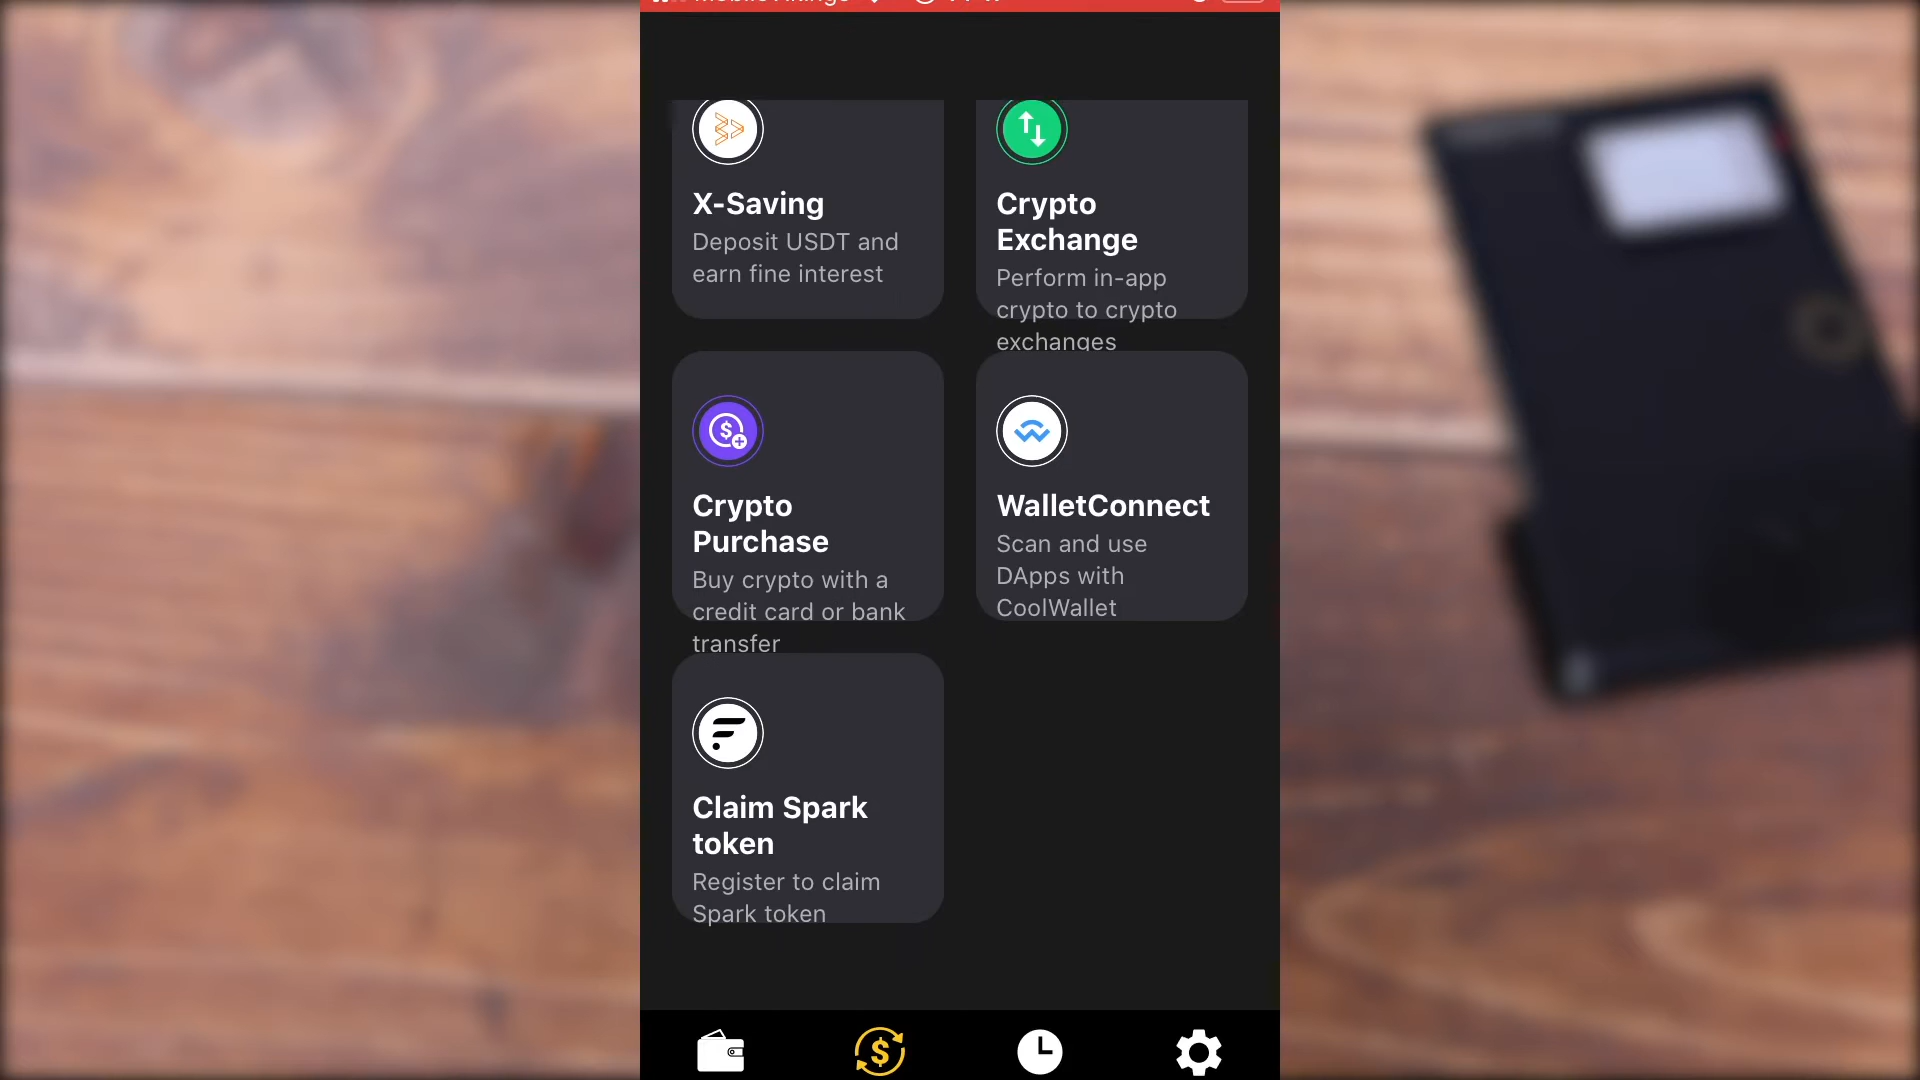 X-Saving
Deposit USDT and
earn fine interest
Crypto
Exchange
Perform in-app
crypto to crypto
exchanges
Crypto
Purchase
Buy crypto with a
credit card or bank
transfer
WalletConnect
Scan and use
DApps with
CoolWallet
Claim Spark
token
Register to claim
Spark token